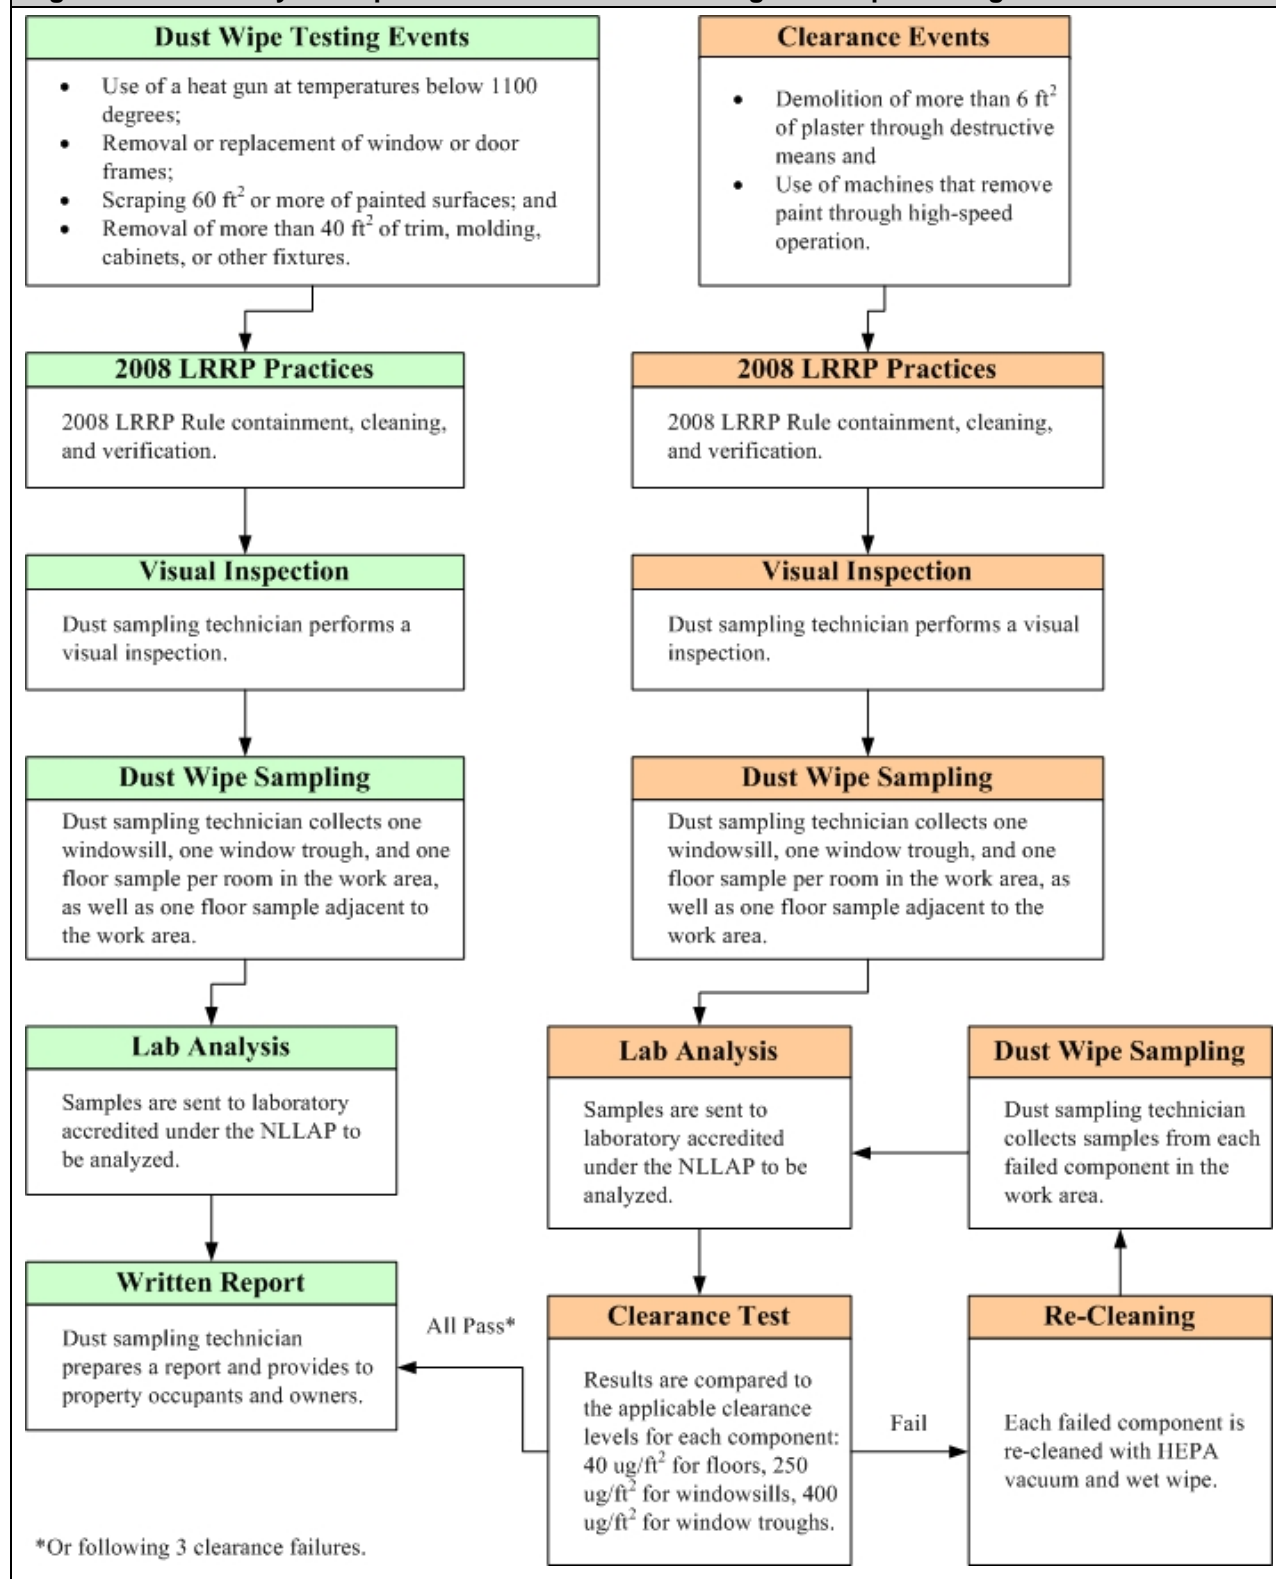 Dust Wipe Testing Events
• Use of a heat gun at temperatures below 1100
degrees;
• Removal or replacement of window or door
frames;
• Scraping 60 ft² or more of painted surfaces; and
• Removal of more than 40 ft² of trim, molding,
cabinets, or other fixtures.
Clearance Events
• Demolition of more than 6 ft²
of plaster through destructive
means and
• Use of machines that remove
paint through high-speed
operation.
2008 LRRP Practices
2008 LRRP Rule containment, cleaning,
and verification.
2008 LRRP Practices
2008 LRRP Rule containment, cleaning,
and verification.
Visual Inspection
Dust sampling technician performs a
visual inspection.
Visual Inspection
Dust sampling technician performs a visual
inspection.
Dust Wipe Sampling
Dust sampling technician collects one
windowsill, one window trough, and one
floor sample per room in the work area,
as well as one floor sample adjacent to
the work area.
Dust Wipe Sampling
Dust sampling technician collects one
windowsill, one window trough, and one
floor sample per room in the work area, as
well as one floor sample adjacent to the
work area.
Lab Analysis
Samples are sent to laboratory
accredited under the NLLAP to
be analyzed.
Lab Analysis
Samples are sent to
laboratory accredited
under the NLLAP to be
analyzed.
Dust Wipe Sampling
Dust sampling technician
collects samples from each
failed component in the
work area.
Written Report
Dust sampling technician
prepares a report and provides to
property occupants and owners.
All Pass*
Clearance Test
Results are compared to
the applicable clearance
levels for each component:
40 ug/ft² for floors, 250
ug/ft² for windowsills, 400
ug/ft² for window troughs.
Fail
Re-Cleaning
Each failed component is
re-cleaned with HEPA
vacuum and wet wipe.
*Or following 3 clearance failures.